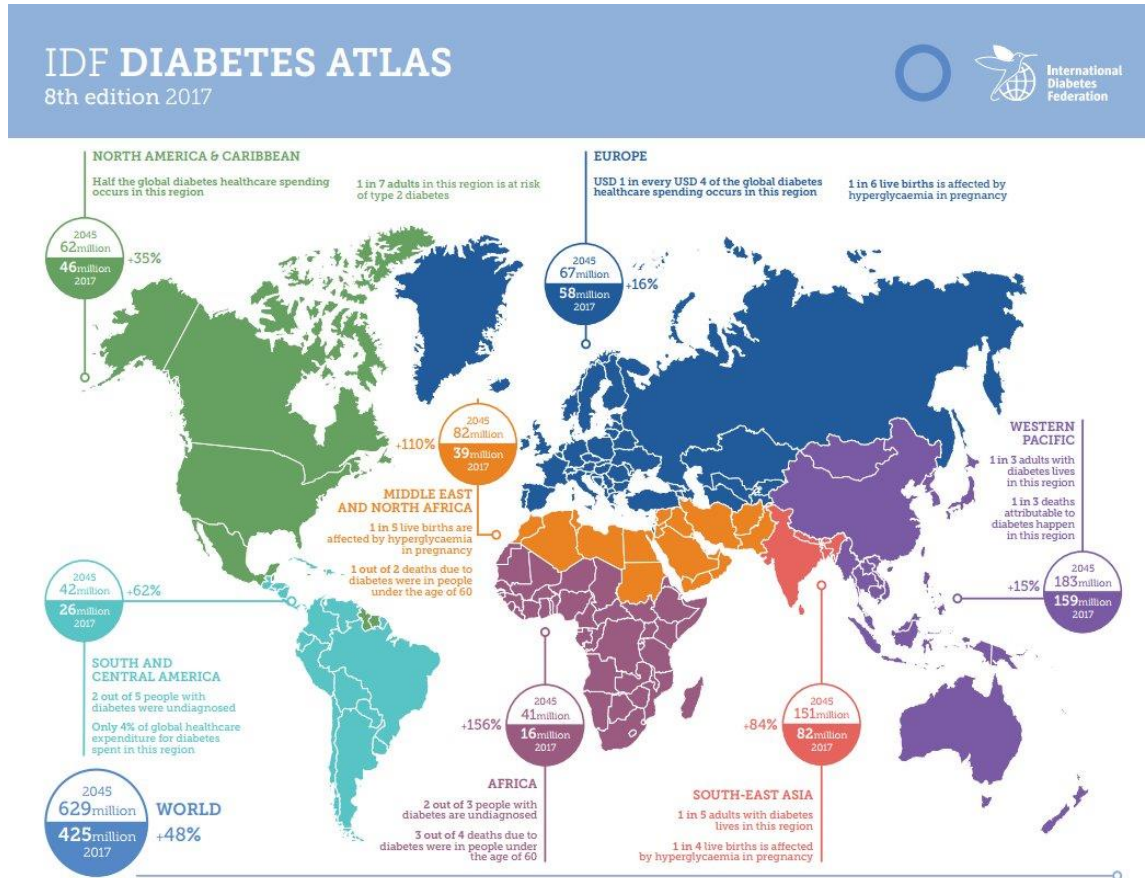 IDF DIABETES ATLAS
8th edition 2017
International
Diabetes
Federation
NORTH AMERICA & CARIBBEAN
Half the global diabetes healthcare spending
occurs in this region
1 in 7 adults in this region is at risk
of type 2 diabetes
2045
62million
46million
2017
+35%
EUROPE
USD 1 in every USD 4 of the global diabetes
healthcare spending occurs in this region
1 in 6 live births is affected by
hyperglycaemia in pregnancy
2045
67million
58million
2017
+16%
2045
82million
39million
2017
+110%
MIDDLE EAST
AND NORTH AFRICA
1 in 5 live births are
affected by hyperglycaemia
in pregnancy
1 out of 2 deaths due to
diabetes were in people
under the age of 60
WESTERN
PACIFIC
1 in 3 adults with
diabetes lives
in this region
1 in 3 deaths
attributable to
diabetes happen
in this region
2045
183million
159million
2017
+15%
2045
42million
26million
2017
+62%
SOUTH AND
CENTRAL AMERICA
2 out of 5 people with
diabetes were undiagnosed
Only 4% of global healthcare
expenditure for diabetes
spent in this region
2045
41million
16million
2017
+156%
AFRICA
2 out of 3 people with
diabetes are undiagnosed
3 out of 4 deaths due to
diabetes were in people under
the age of 60
2045
151million
82million
2017
+84%
SOUTH-EAST ASIA
1 in 5 adults with diabetes
lives in this region
1 in 4 live births is affected
by hyperglycaemia in pregnancy
2045
629million
425million
2017
WORLD
+48%